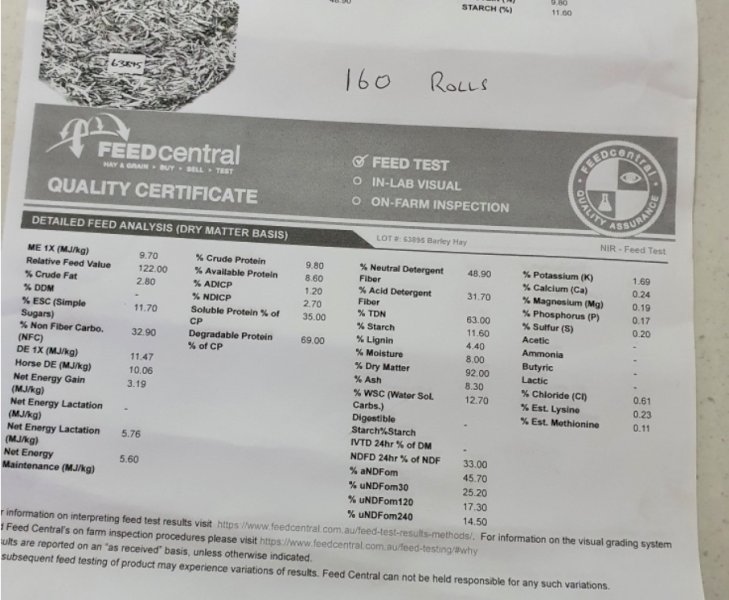 9.80
STARCH (%) 11.60
63895
160 ROLLS
FEEDcentral
HAY & GRAIN • BUY • SELL • TEST
QUALITY CERTIFICATE
FEED TEST
IN-LAB VISUAL
ON-FARM INSPECTION
FEEDcentral
QUALITY ASSURANCE
DETAILED FEED ANALYSIS (DRY MATTER BASIS)
LOT #: 63895 Barley Hay
NIR - Feed Test
ME 1X (MJ/kg) 9.70
Relative Feed Value 122.00
% Crude Fat 2.80
% DDM -
% ESC (Simple 11.70
Sugars)
% Non Fiber Carbo. 32.90
(NFC)
DE 1X (MJ/kg) 11.47
Horse DE (MJ/kg) 10.06
Net Energy Gain 3.19
(MJ/kg)
Net Energy Lactation -
(MJ/kg)
Net Energy Lactation 5.76
(MJ/kg)
Net Energy 5.60
Maintenance (MJ/kg)
% Crude Protein 9.80
% Available Protein 8.60
% ADICP 1.20
% NDICP 2.70
Soluble Protein % of 35.00
CP
Degradable Protein 69.00
% of CP
% Neutral Detergent 48.90
Fiber
% Acid Detergent 31.70
Fiber
% TDN 63.00
% Starch 11.60
% Lignin 4.40
% Moisture 8.00
% Dry Matter 92.00
% Ash 8.30
% WSC (Water Sol. 12.70
Carbs.)
Digestible -
Starch%Starch
IVTD 24hr % of DM -
NDFD 24hr % of NDF 33.00
% aNDFom 45.70
% uNDFom30 25.20
% uNDFom120 17.30
% uNDFom240 14.50
% Potassium (K) 1.69
% Calcium (Ca) 0.24
% Magnesium (Mg) 0.19
% Phosphorus (P) 0.17
% Sulfur (S) 0.20
Acetic -
Ammonia -
Butyric -
Lactic -
% Chloride (Cl) 0.61
% Est. Lysine 0.23
% Est. Methionine 0.11
r information on interpreting feed test results visit https://www.feedcentral.com.au/feed-test-results-methods/. For information on the visual grading system
d Feed Central's on farm inspection procedures please visit https://www.feedcentral.com.au/feed-testing/#why
ults are reported on an "as received" basis, unless otherwise indicated.
subsequent feed testing of product may experience variations of results. Feed Central can not be held responsible for any such variations.